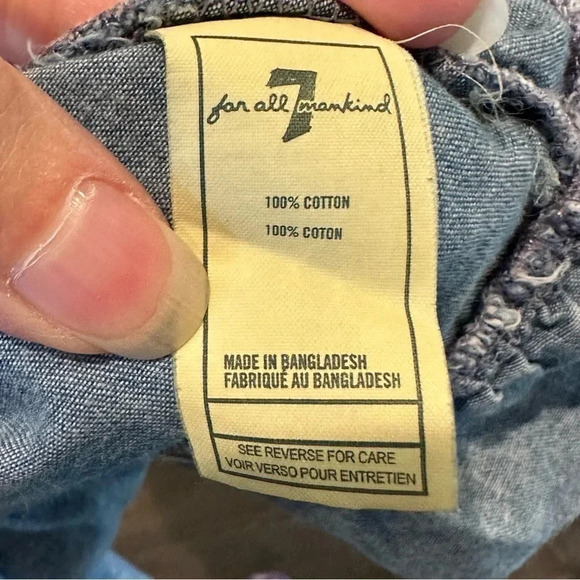 7 for all mankind
100% COTTON
100% COTON
MADE IN BANGLADESH
FABRIQUÉ AU BANGLADESH
SEE REVERSE FOR CARE
VOIR VERSO POUR ENTRETIEN